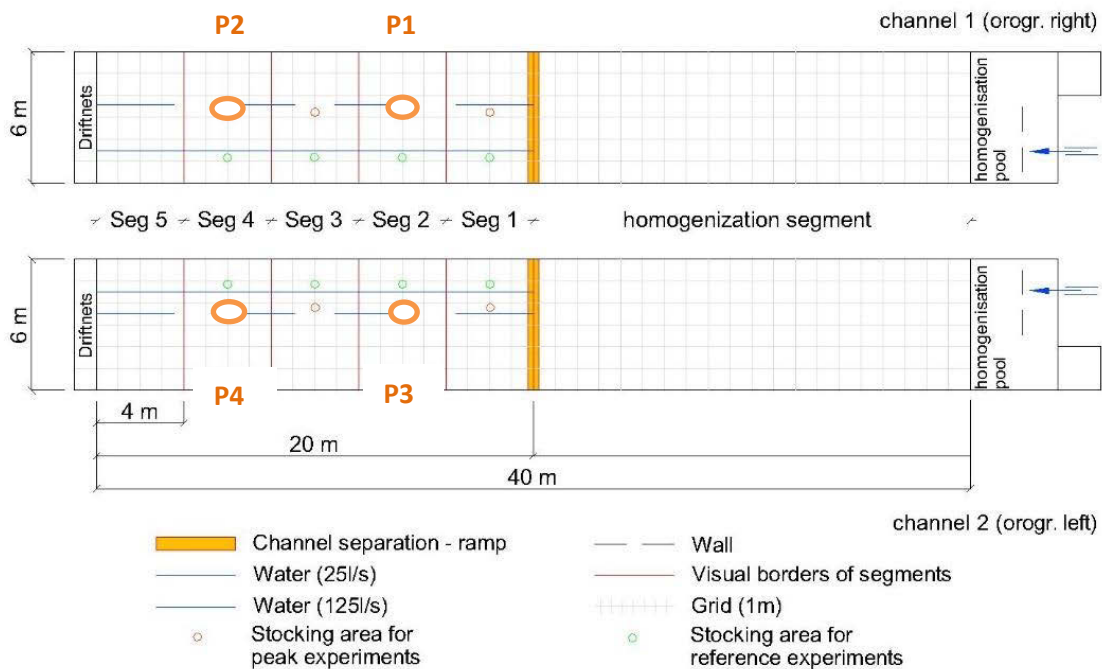 P2
P1
channel 1 (orogr. right)
6 m
Driftnets
homogenisation
pool
Seg 5
Seg 4
Seg 3
Seg 2
Seg 1
homogenization segment
6 m
Driftnets
homogenisation
pool
P4
P3
4 m
20 m
40 m
channel 2 (orogr. left)
Channel separation - ramp
Water (25l/s)
Water (125l/s)
Stocking area for
peak experiments
Wall
Visual borders of segments
Grid (1m)
Stocking area for
reference experiments